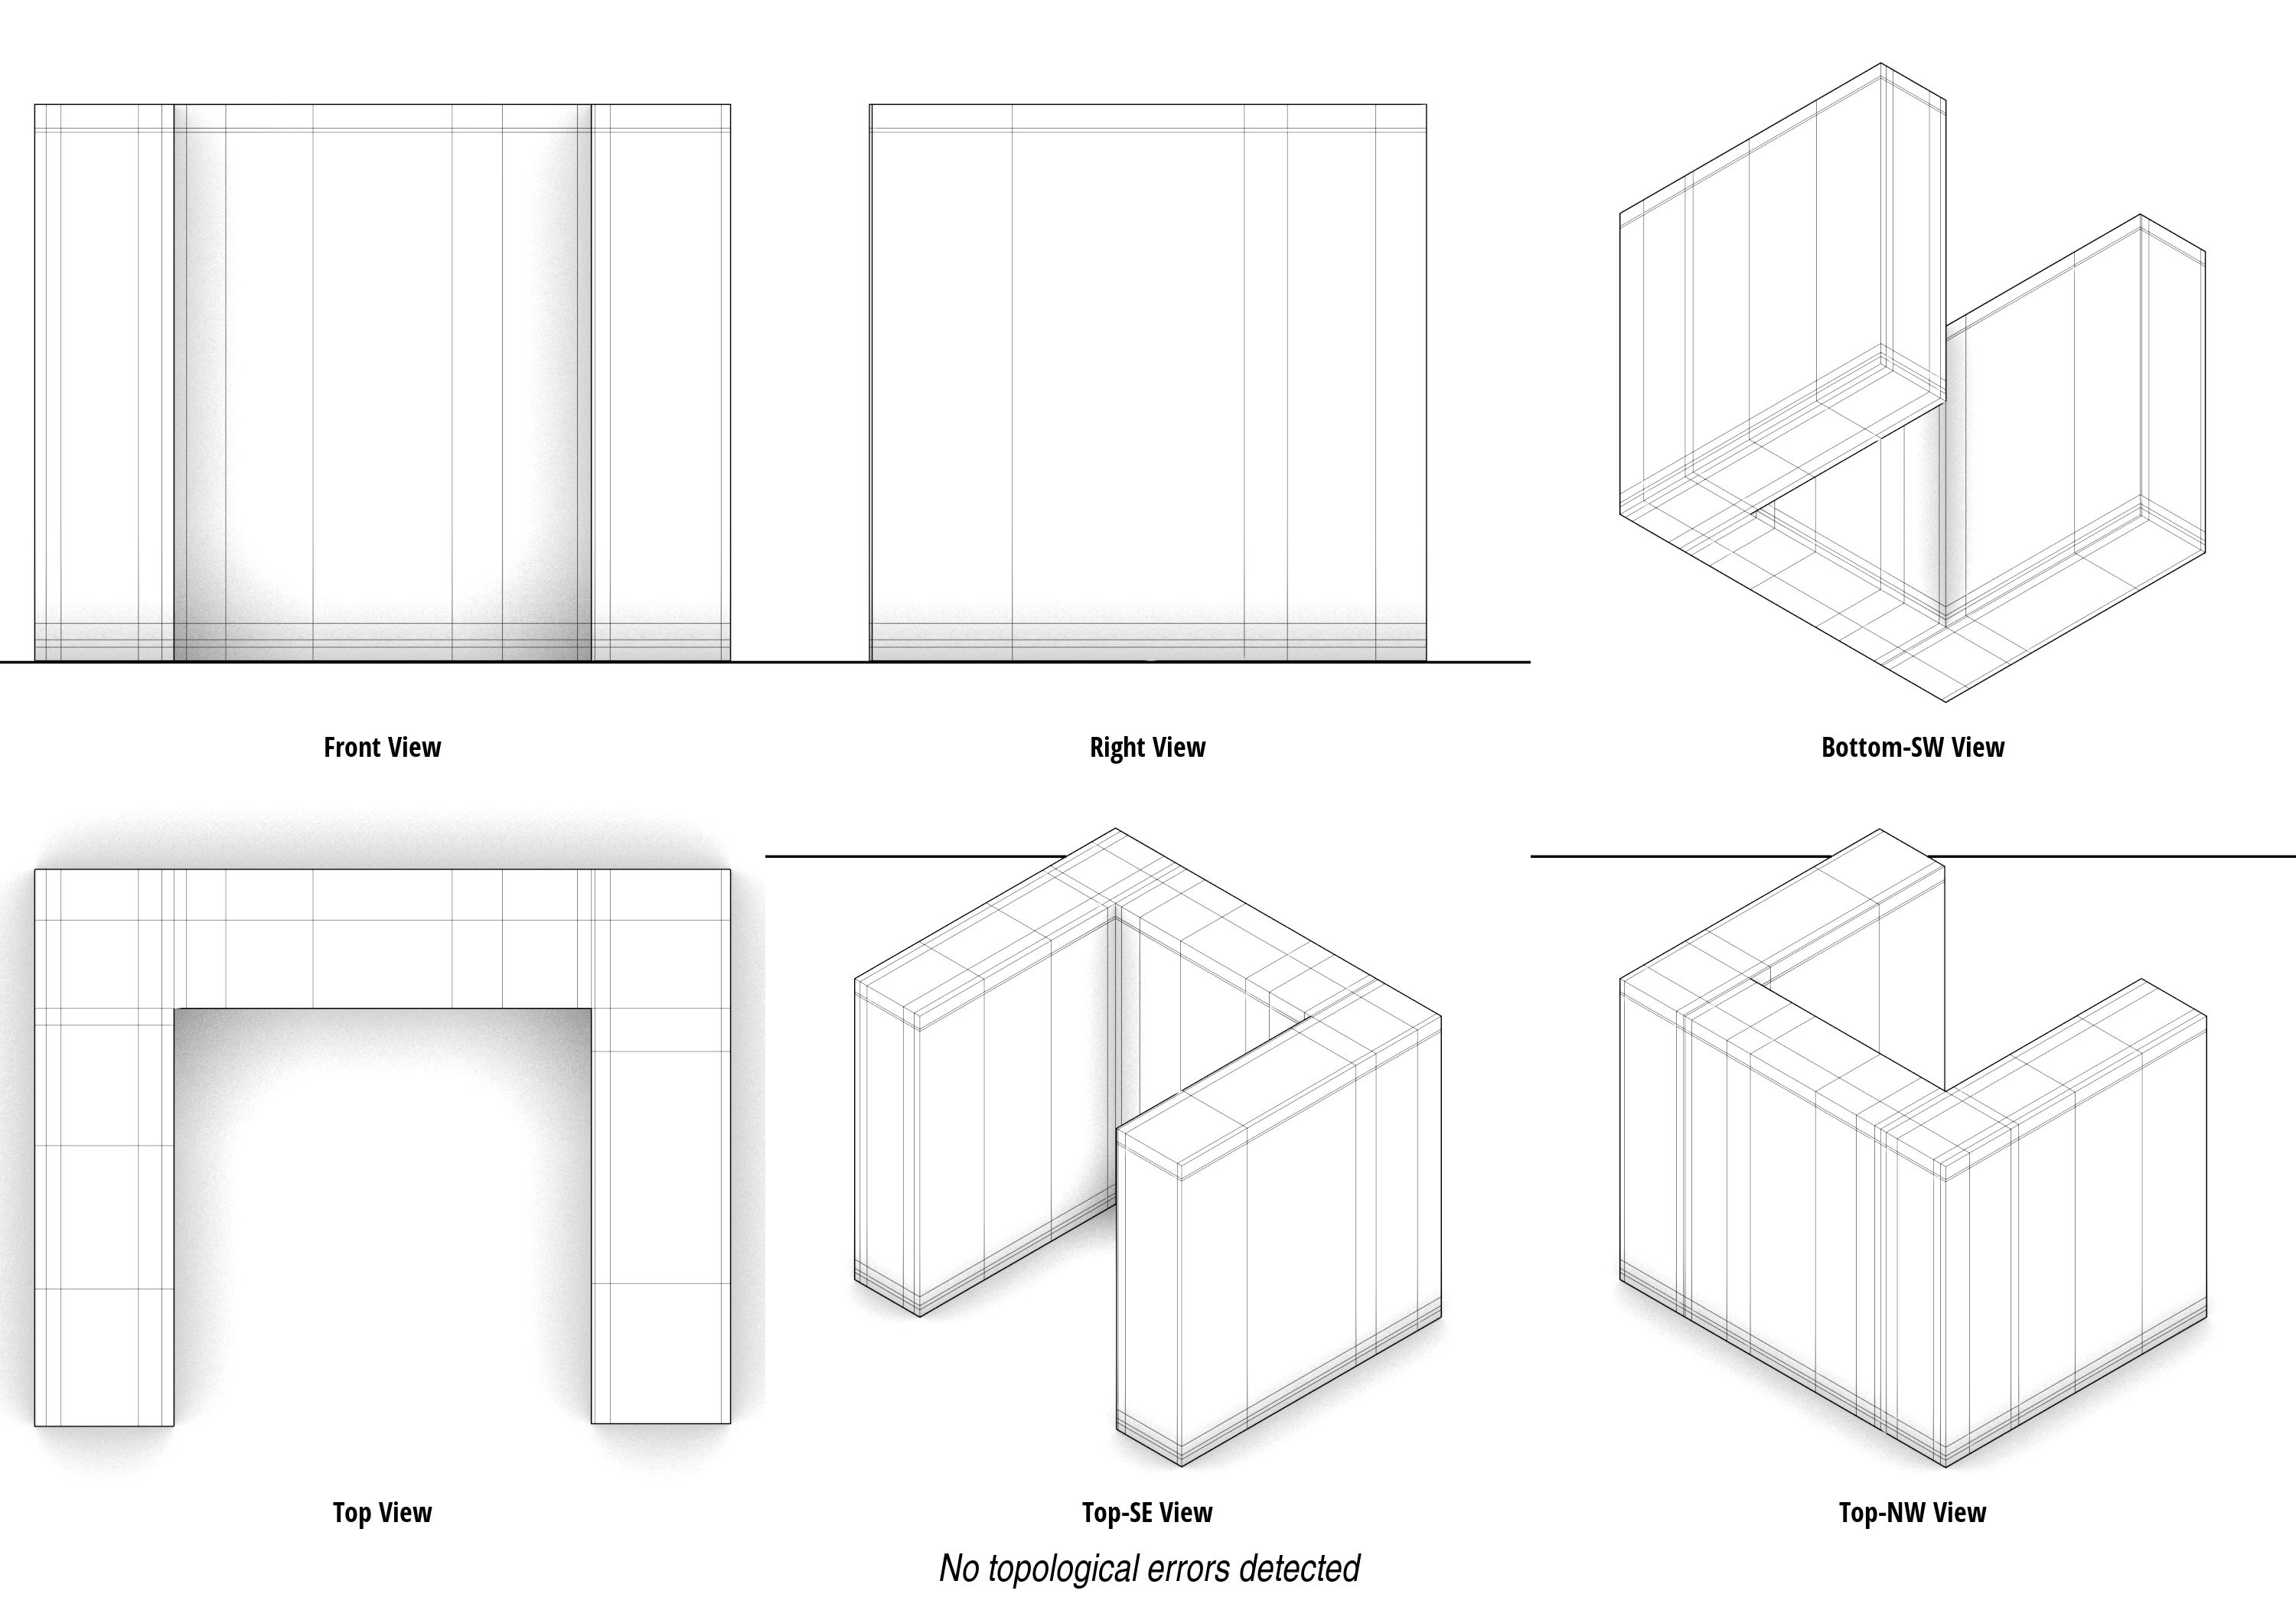 Front View
Right View
Bottom-SW View
Top View
Top-SE View
Top-NW View
No topological errors detected